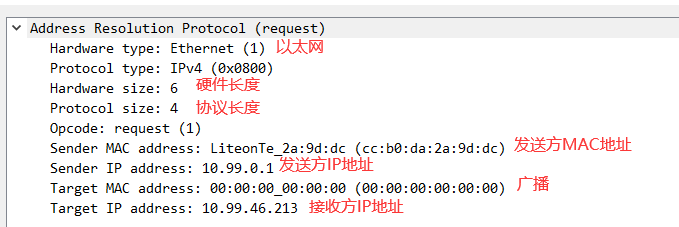 Address Resolution Protocol (request)
Hardware type: Ethernet (1) 以太网
Protocol type: IPv4 (0x0800)
Hardware size: 6 硬件长度
Protocol size: 4 协议长度
Opcode: request (1)
Sender MAC address: LiteonTe_2a:9d:dc (cc:b0:da:2a:9d:dc) 发送方MAC地址
Sender IP address: 10.99.0.1 发送方IP地址
Target MAC address: 00:00:00_00:00:00 (00:00:00:00:00:00) 广播
Target IP address: 10.99.46.213 接收方IP地址